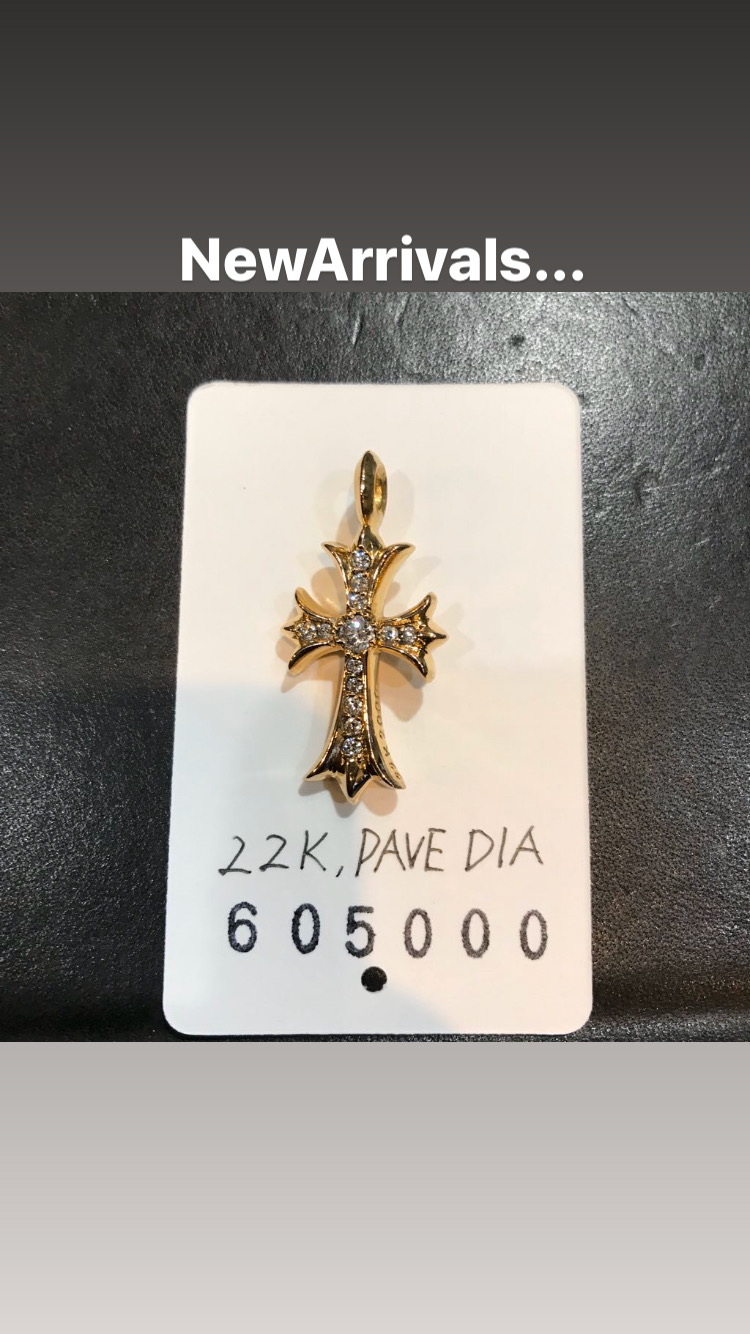 NewArrivals...
22K, PAVE DIA
605000